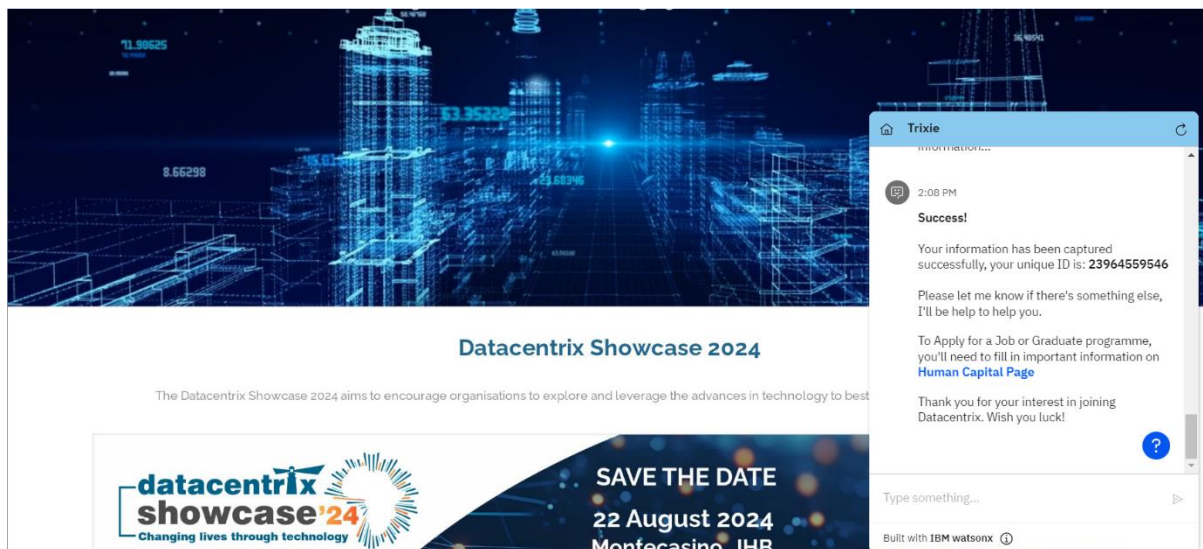 71.98625
8.66298
63.35228
+23.68346
Datacentrix Showcase 2024
The Datacentrix Showcase 2024 aims to encourage organisations to explore and leverage the advances in technology to best
datacentrix
showcase'24
Changing lives through technology
SAVE THE DATE
22 August 2024
Montecasino, JHB
Trixie
information...
2:08 PM
Success!
Your information has been captured
successfully, your unique ID is: 23964559546
Please let me know if there's something else,
I'll be help to help you.
To Apply for a Job or Graduate programme,
you'll need to fill in important information on
Human Capital Page
Thank you for your interest in joining
Datacentrix. Wish you luck!
?
Type something...
Built with IBM watsonx